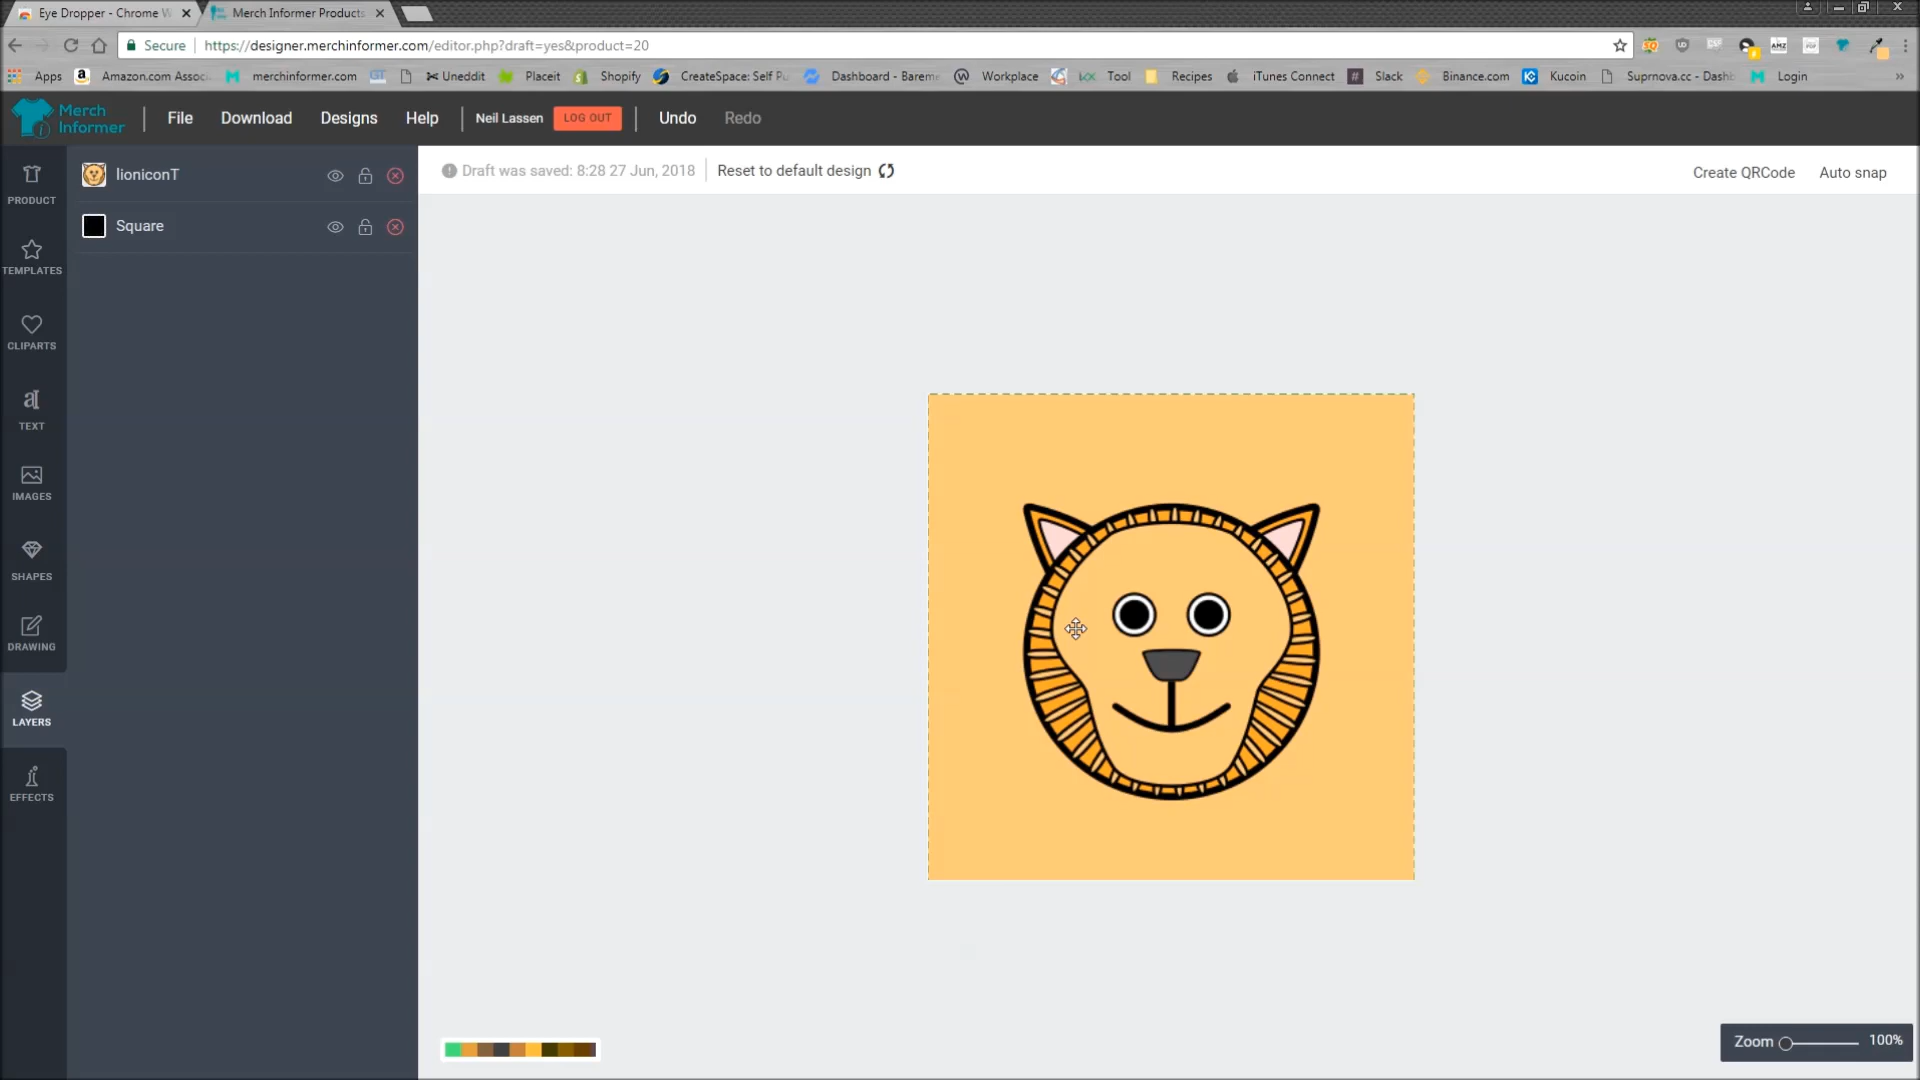 Eye Dropper - Chrome W
Merch Informer Products
Secure
https://designer.merchinformer.com/editor.php?draft=yes&product=20
Apps
Amazon.com Assoc
merchinformer.com
Uneddit
Placeit
Shopify
CreateSpace: Self Pu
Dashboard - Bareme
Workplace
Tool
Recipes
iTunes Connect
Slack
Binance.com
Kucoin
Suprnova.cc - Dashb
Login
Merch
Informer
File
Download
Designs
Help
Neil Lassen
LOG OUT
Undo
Redo
PRODUCT
TEMPLATES
CLIPARTS
TEXT
IMAGES
SHAPES
DRAWING
LAYERS
EFFECTS
lioniconT
Square
Draft was saved: 8:28 27 Jun, 2018
Reset to default design
Create QRCode
Auto snap
Zoom
100%